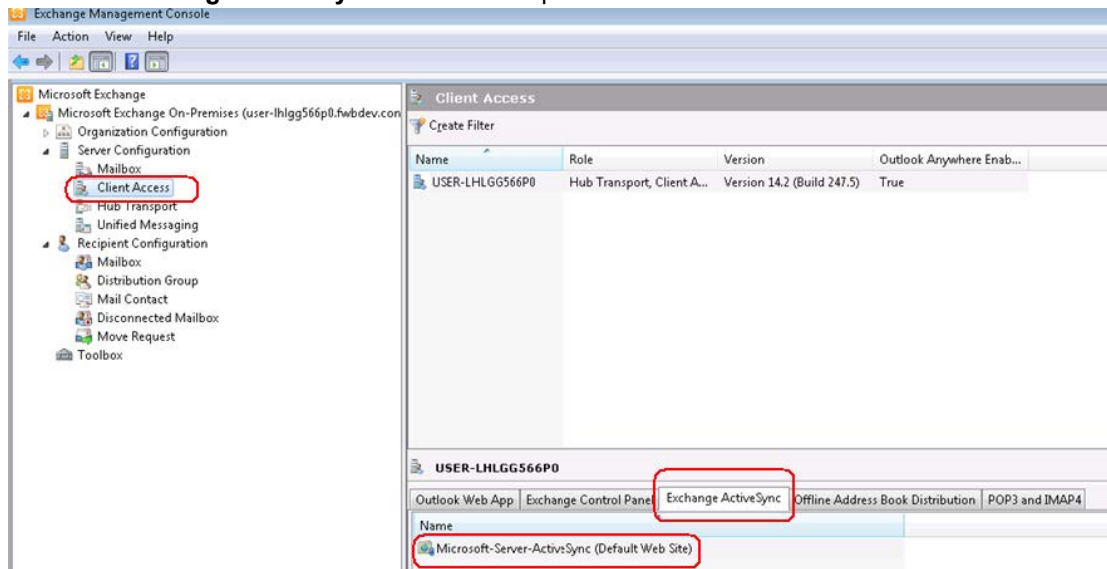 Exchange Management Console
File Action View Help
Microsoft Exchange
Microsoft Exchange On-Premises (user-lhlgg566p0.fwbdev.con
Organization Configuration
Server Configuration
Mailbox
Client Access
Hub Transport
Unified Messaging
Recipient Configuration
Mailbox
Distribution Group
Mail Contact
Disconnected Mailbox
Move Request
Toolbox
Client Access
Create Filter
Name Role Version Outlook Anywhere Enab...
USER-LHLGG566P0 Hub Transport, Client A... Version 14.2 (Build 247.5) True
USER-LHLGG566P0
Outlook Web App Exchange Control Panel Exchange ActiveSync Offline Address Book Distribution POP3 and IMAP4
Name
Microsoft-Server-ActiveSync (Default Web Site)